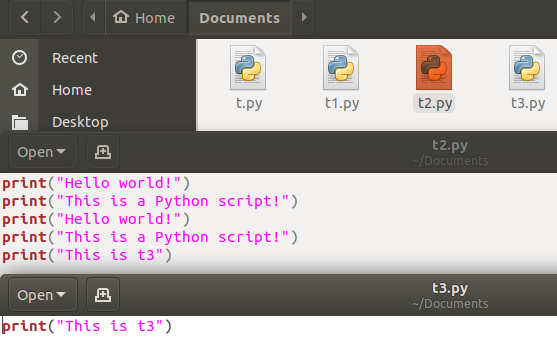 Home Documents
Recent
Home
Desktop
t.py t1.py t2.py t3.py
Open t2.py
~/Documents
print("Hello world!")
print("This is a Python script!")
print("Hello world!")
print("This is a Python script!")
print("This is t3")
Open t3.py
~/Documents
print("This is t3")